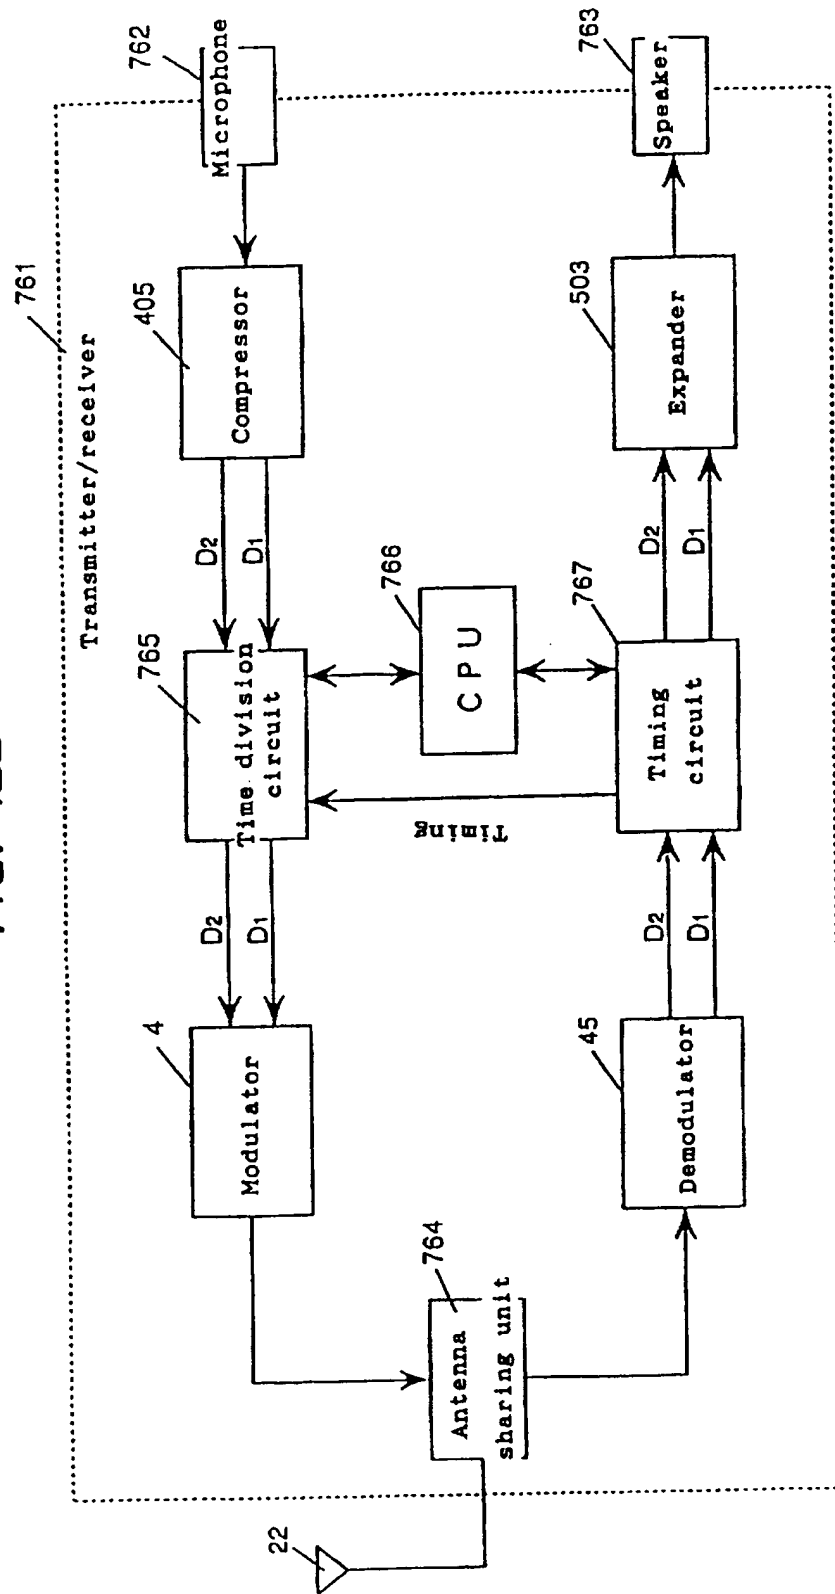 761
Transmitter/receiver
22
764
Antenna
sharing unit
4
Modulator
D2
D1
765
Time division
circuit
D2
D1
405
Compressor
762
Microphone
Timing
766
CPU
45
Demodulator
D2
D1
767
Timing
circuit
D2
D1
503
Expander
763
Speaker